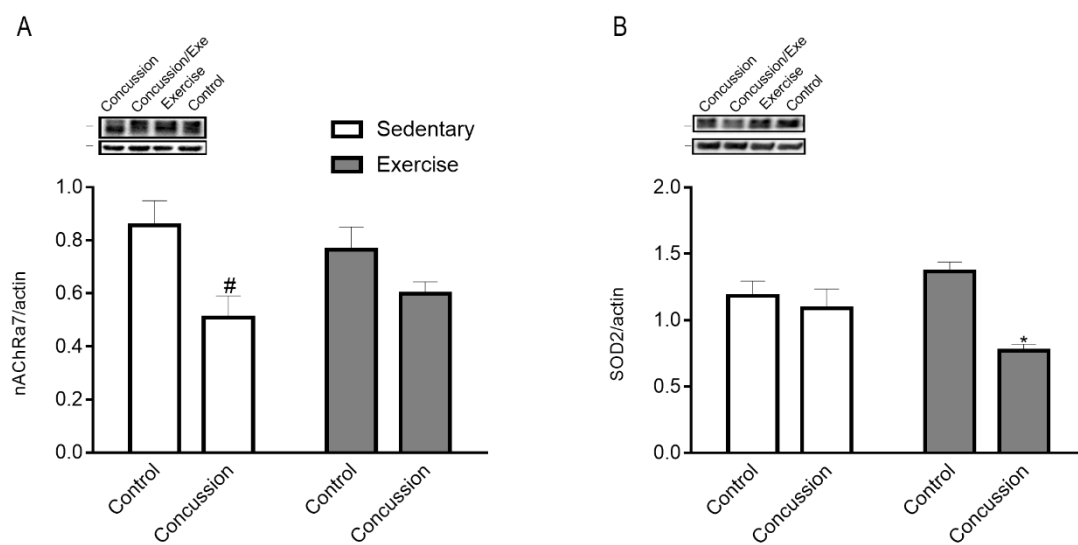 A
Concussion
Concussion/Exe
Exercise
Control
Sedentary
Exercise
nAChRa7/actin
1.0
0.8
0.6
0.4
0.2
0.0
#
Control
Concussion
Control
Concussion
B
Concussion
Concussion/Exe
Exercise
Control
SOD2/actin
2.0
1.5
1.0
0.5
0.0
*
Control
Concussion
Control
Concussion